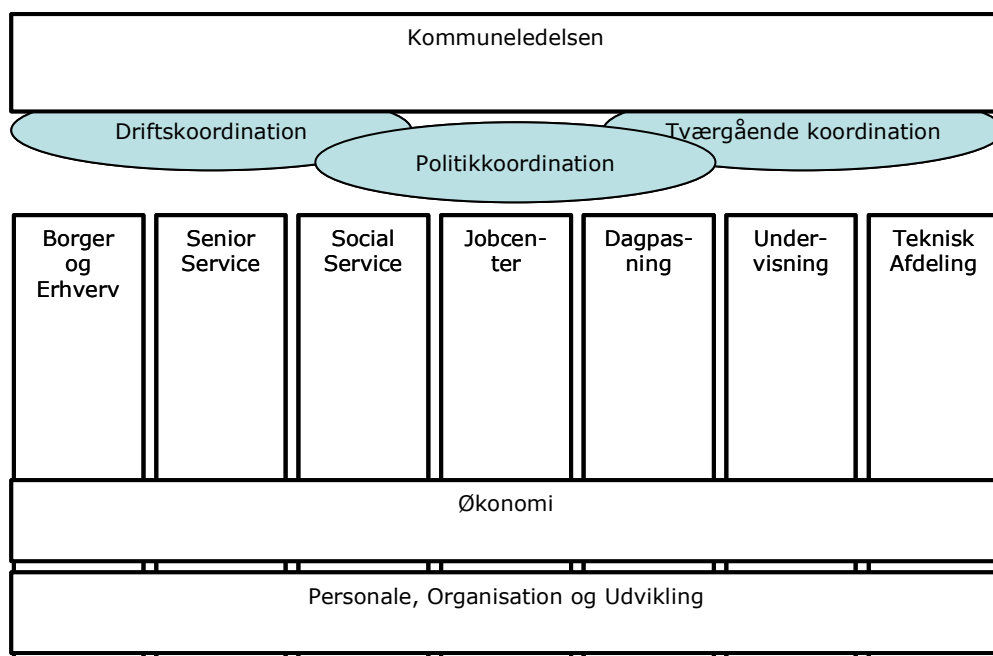 Kommuneledelsen
Driftskoordination
Tværgående koordination
Politikkoordination
Borger
og
Erhverv
Senior
Service
Social
Service
Jobcen-
ter
Dagpas-
ning
Under-
visning
Teknisk
Afdeling
Økonomi
Personale, Organisation og Udvikling